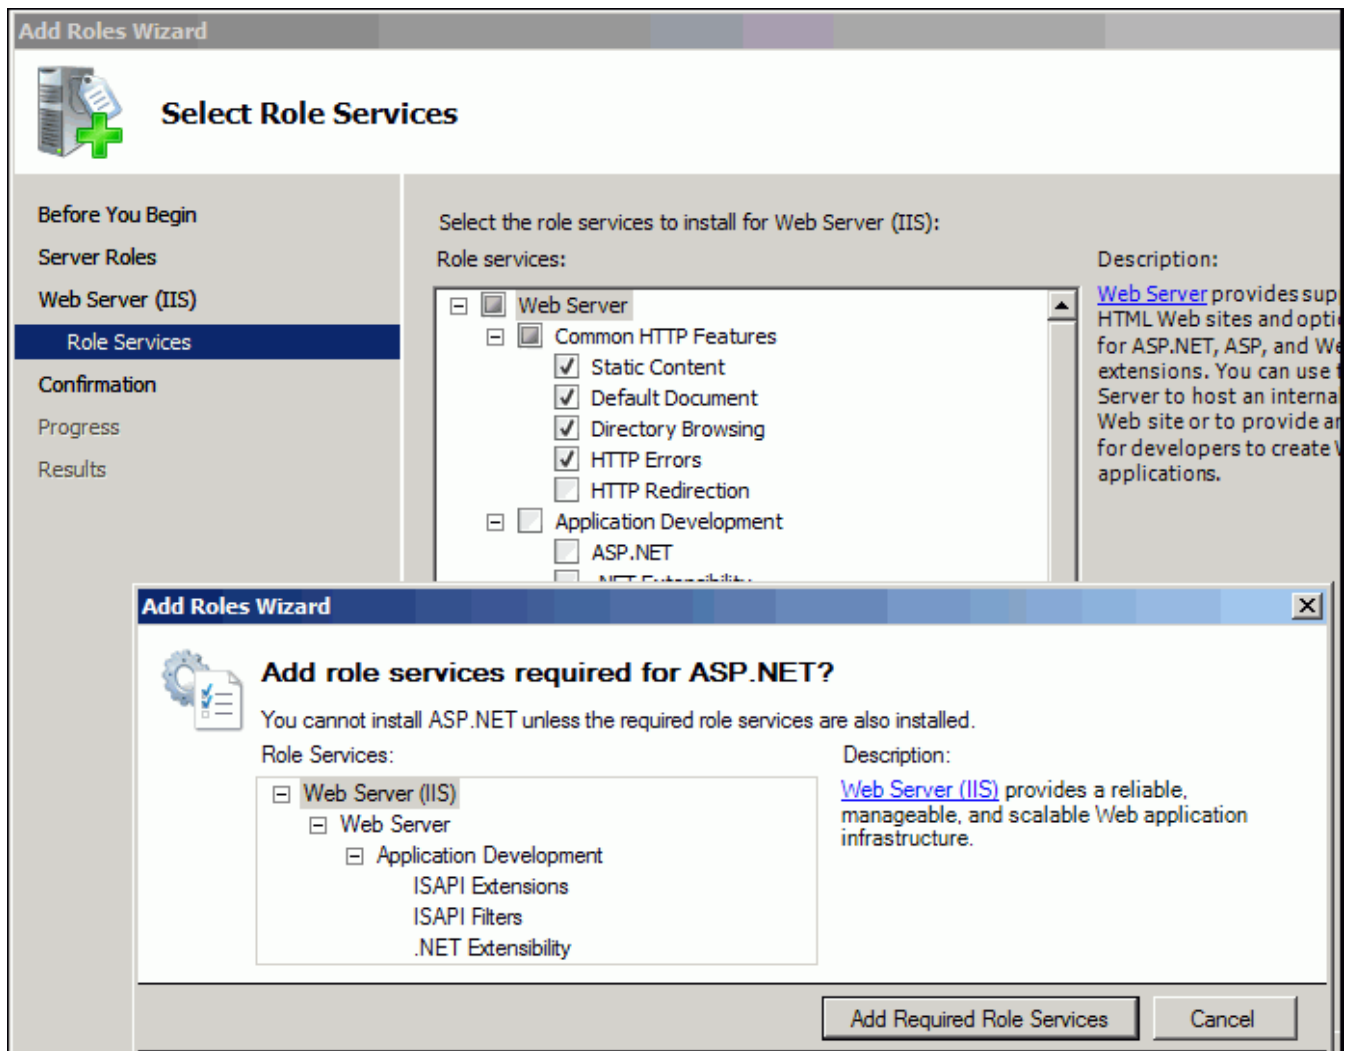 Add Roles Wizard
Select Role Services
Before You Begin
Server Roles
Web Server (IIS)
Role Services
Confirmation
Progress
Results
Select the role services to install for Web Server (IIS):
Role services:
Web Server
Common HTTP Features
Static Content
Default Document
Directory Browsing
HTTP Errors
HTTP Redirection
Application Development
ASP.NET
.NET Extensibility
Description:
Web Server provides
HTML Web sites and
for ASP.NET, ASP, and
extensions. You can use
Server to host an
Web site or to provide
for developers to create
applications.
Add Roles Wizard
Add role services required for ASP.NET?
You cannot install ASP.NET unless the required role services are also installed.
Role Services:
Web Server (IIS)
Web Server
Application Development
ISAPI Extensions
ISAPI Filters
.NET Extensibility
Description:
Web Server (IIS) provides a reliable,
manageable, and scalable Web application
infrastructure.
Add Required Role Services
Cancel